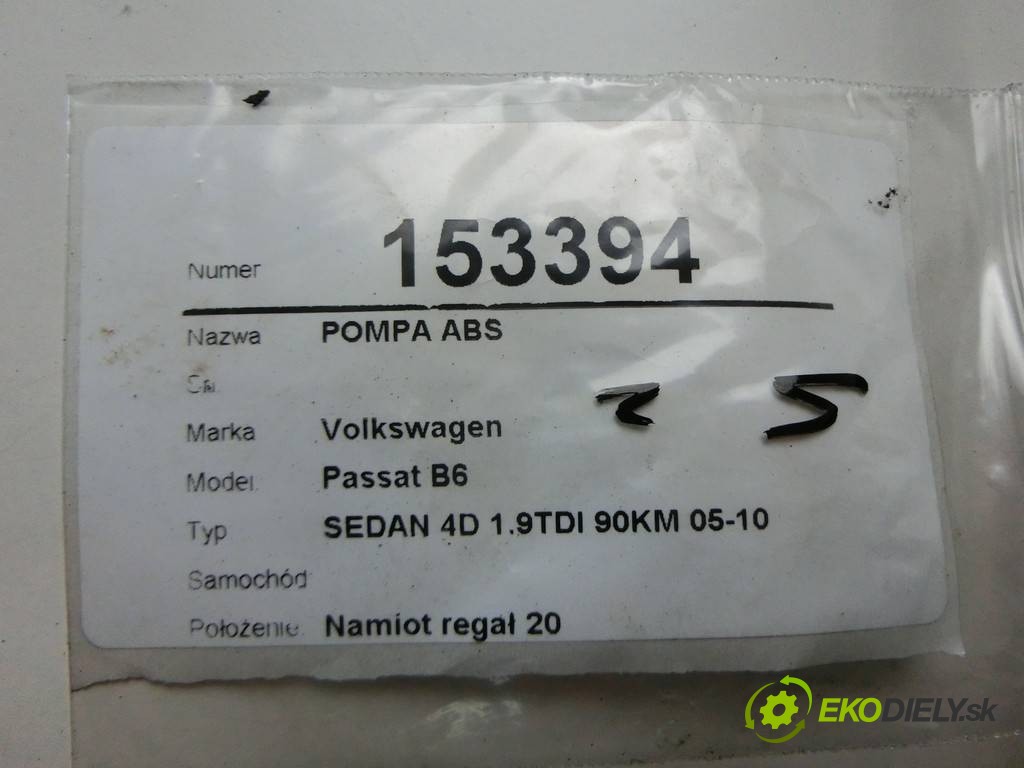 Numer 153394
Nazwa POMPA ABS
Marka Volkswagen
Model Passat B6
Typ SEDAN 4D 1.9TDI 90KM 05-10
Samochód
Położenie Namiot regał 20
EKODIELY.sk